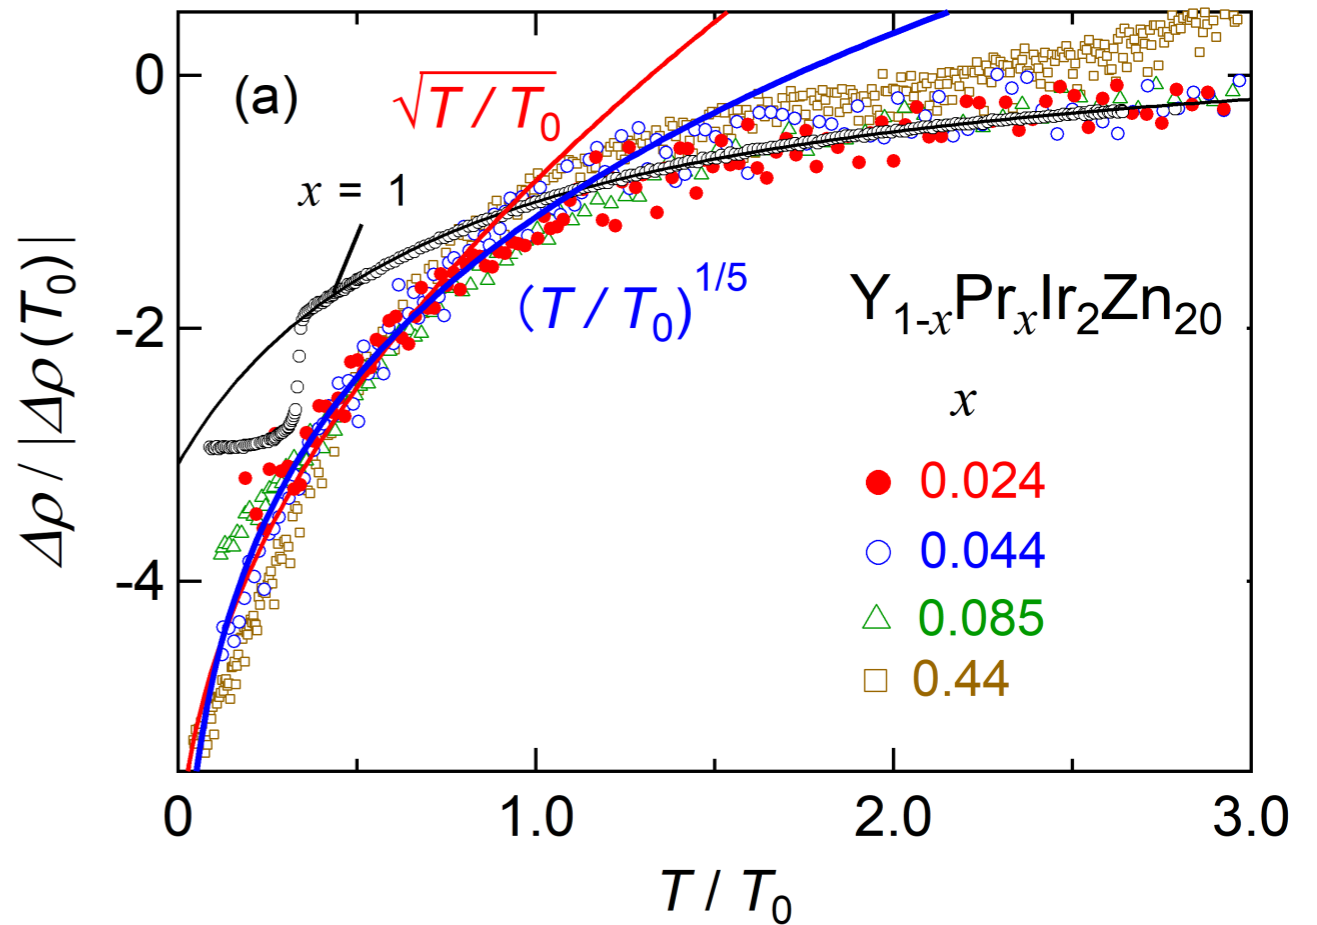 (a)
√T / T₀
x = 1
(T / T₀)^1/5
Y₁₋ₓPrₓIr₂Zn₂₀
x
0.024
0.044
0.085
0.44
0
-2
-4
Δρ / |Δρ (T₀)|
0 1.0 2.0 3.0
T / T₀